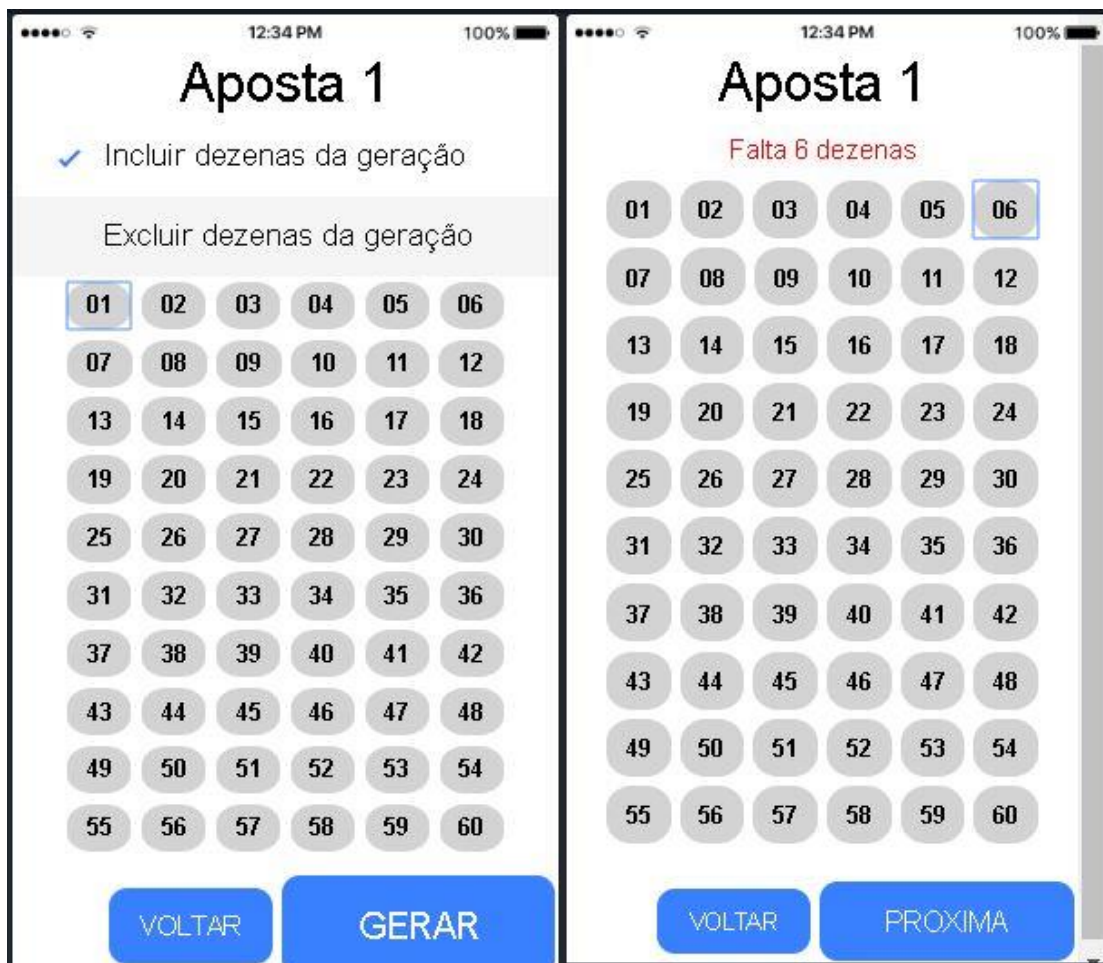 12:34 PM 100%
Aposta 1
Incluir dezenas da geração
Excluir dezenas da geração
01 02 03 04 05 06
07 08 09 10 11 12
13 14 15 16 17 18
19 20 21 22 23 24
25 26 27 28 29 30
31 32 33 34 35 36
37 38 39 40 41 42
43 44 45 46 47 48
49 50 51 52 53 54
55 56 57 58 59 60
VOLTAR GERAR
12:34 PM 100%
Aposta 1
Falta 6 dezenas
01 02 03 04 05 06
07 08 09 10 11 12
13 14 15 16 17 18
19 20 21 22 23 24
25 26 27 28 29 30
31 32 33 34 35 36
37 38 39 40 41 42
43 44 45 46 47 48
49 50 51 52 53 54
55 56 57 58 59 60
VOLTAR PROXIMA